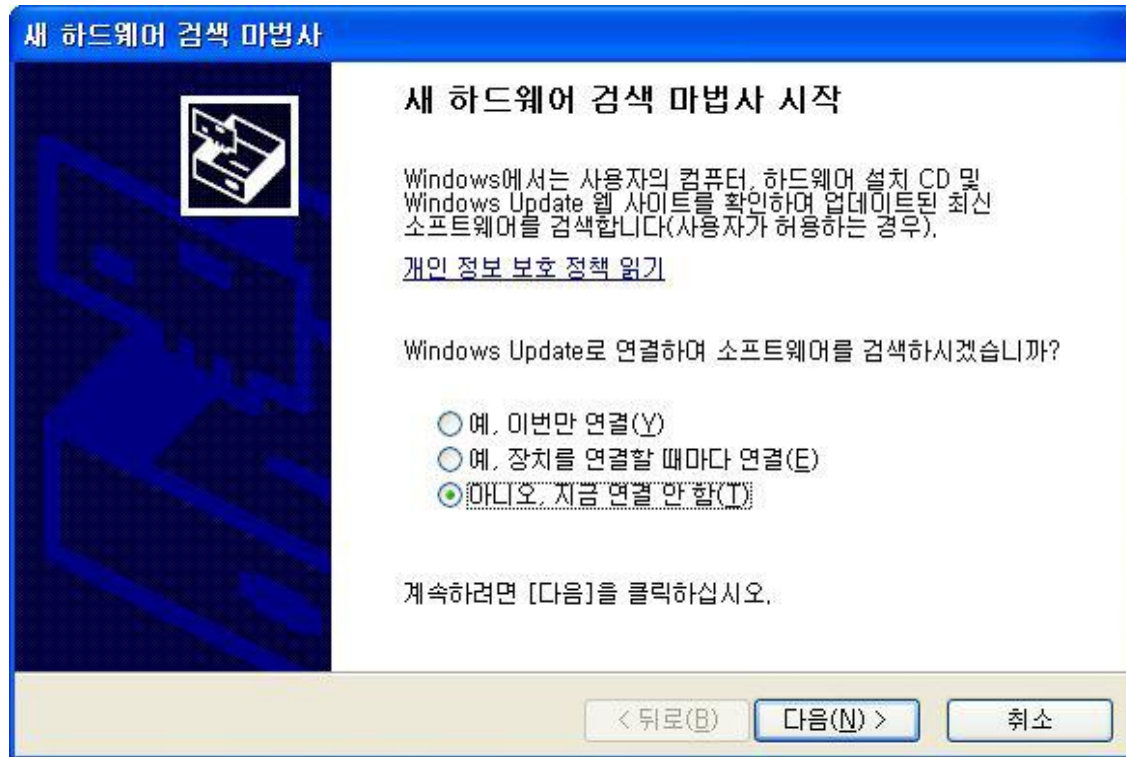 새 하드웨어 검색 마법사
새 하드웨어 검색 마법사 시작
Windows에서는 사용자의 컴퓨터, 하드웨어 설치 CD 및
Windows Update 웹 사이트를 확인하여 업데이트된 최신
소프트웨어를 검색합니다(사용자가 허용하는 경우).
개인 정보 보호 정책 읽기
Windows Update로 연결하여 소프트웨어를 검색하시겠습니까?
예, 이번만 연결(Y)
예, 장치를 연결할 때마다 연결(E)
아니오, 지금 연결 안 함(T)
계속하려면 [다음]을 클릭하십시오.
< 뒤로(B) 다음(N) > 취소